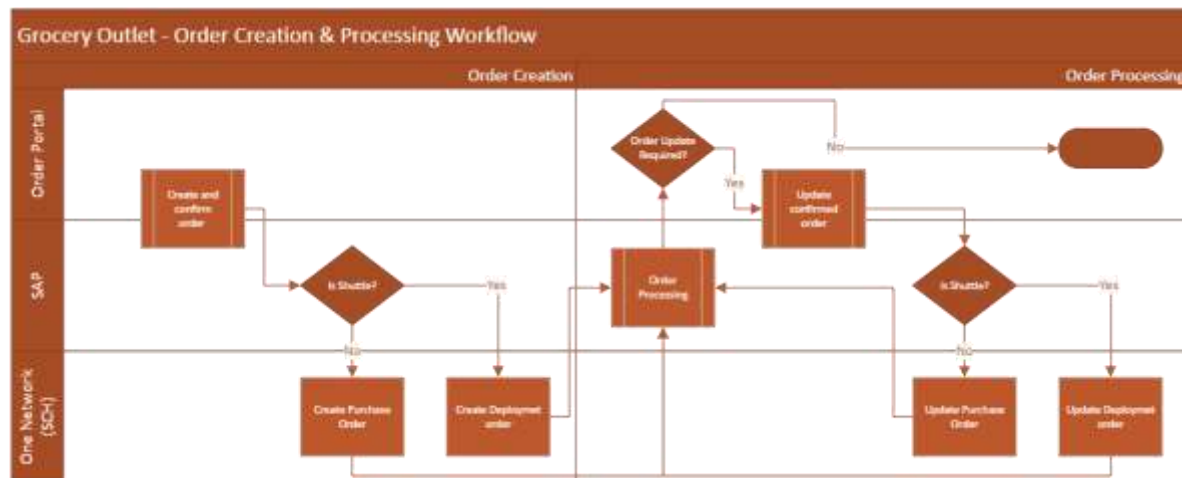 Grocery Outlet - Order Creation & Processing Workflow
Order Creation
Order Processing
Order Portal
Create and
confirm
order
Order Update
Required?
No
Yes
Update
confirmed
order
SAP
Is Shuttle?
Yes
No
Order
Processing
Is Shuttle?
Yes
No
One Network
(SCH)
Create Purchase
Order
Create Deploymet
order
Update Purchase
Order
Update Deploymet
order